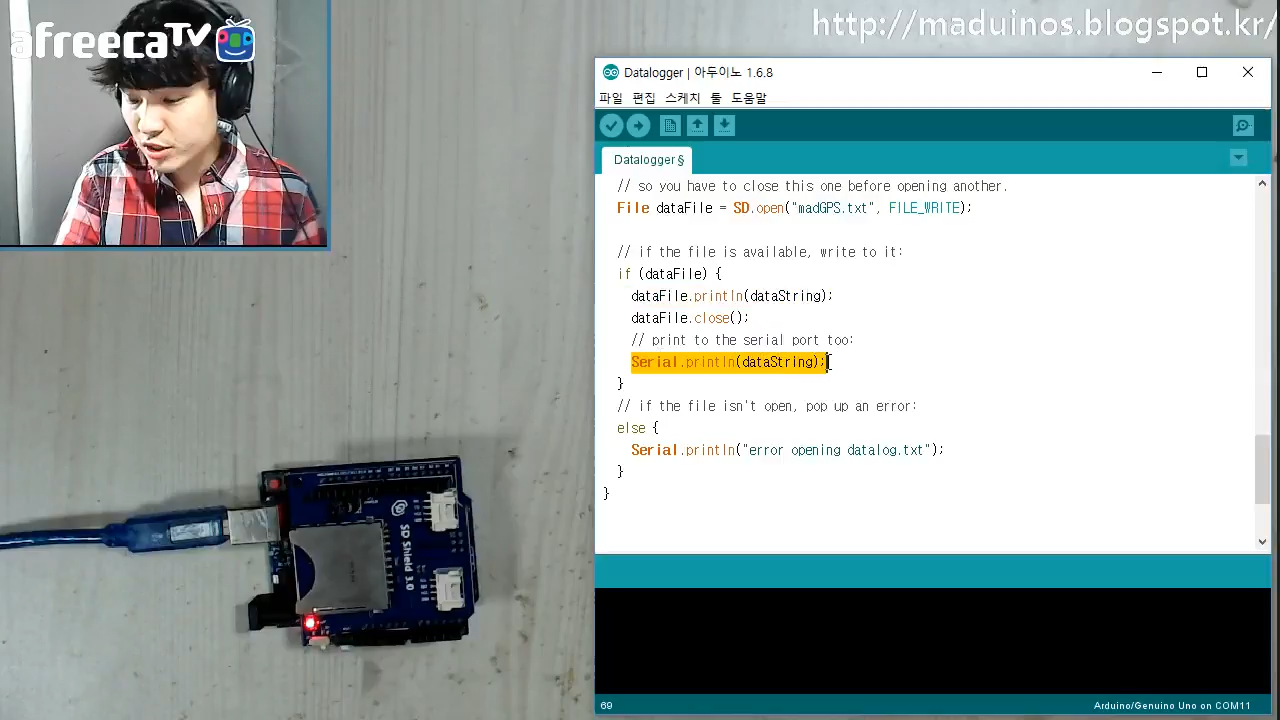 afreecaTV
http://maduinos.blogspot.kr/
Datalogger | 아두이노 1.6.8
파일 편집 스케치 툴 도움말
Datalogger §
// so you have to close this one before opening another.
File dataFile = SD.open("madGPS.txt", FILE_WRITE);
// if the file is available, write to it:
if (dataFile) {
dataFile.println(dataString);
dataFile.close();
// print to the serial port too:
Serial.println(dataString);
}
// if the file isn't open, pop up an error:
else {
Serial.println("error opening datalog.txt");
}
}
SD Shield 3.0
69
Arduino/Genuino Uno on COM11